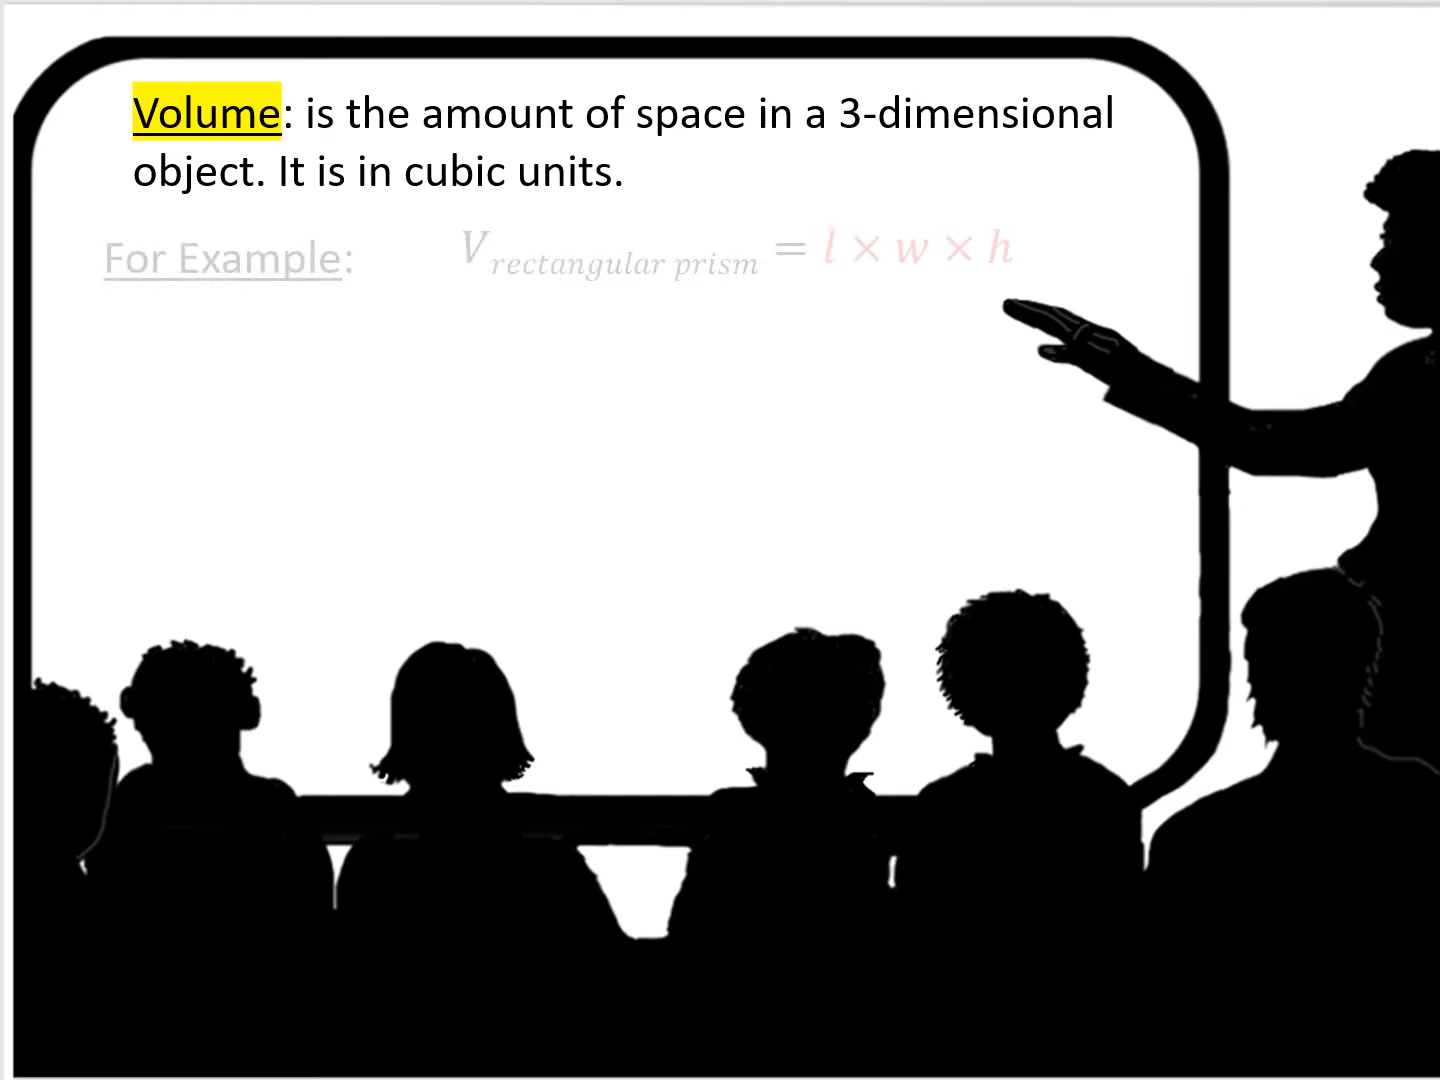 Volume: is the amount of space in a 3-dimensional
object. It is in cubic units.
For Example: V rectangular prism = l × w × h